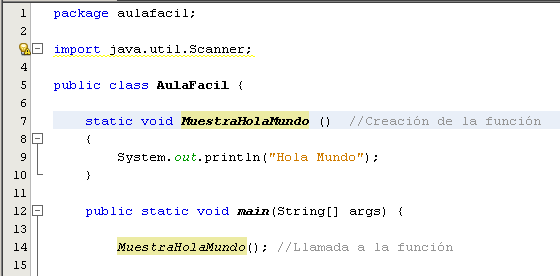 1 package aulafacil;
2
3 import java.util.Scanner;
4
5 public class AulaFacil {
6
7 static void MuestraHolaMundo () //Creación de la función
8 {
9 System.out.println("Hola Mundo");
10 }
11
12 public static void main(String[] args) {
13
14 MuestraHolaMundo(); //Llamada a la función
15